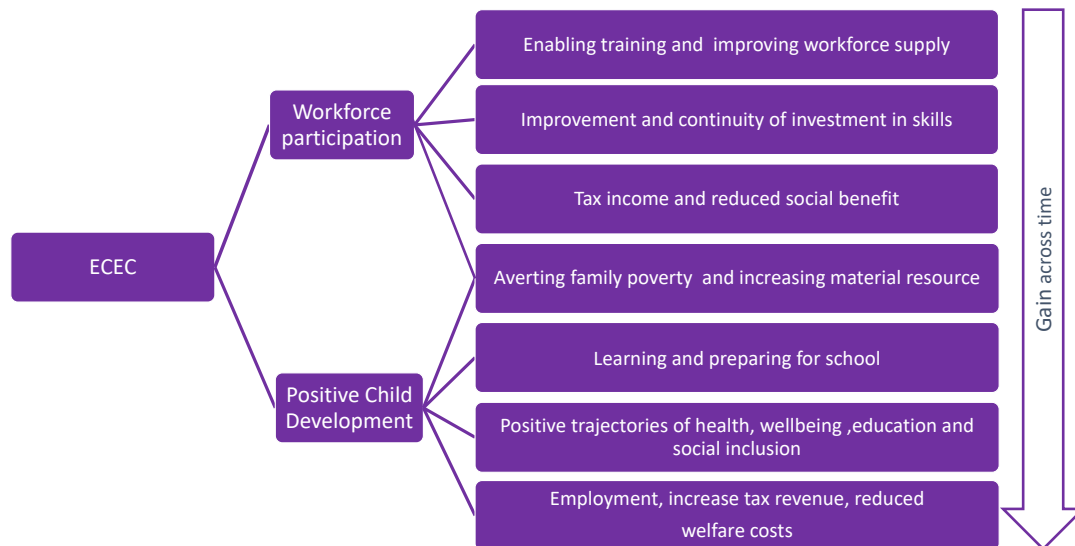 Enabling training and  improving workforce supply
Workforce
participation
Improvement and continuity of investment in skills
Tax income and reduced social benefit
ECEC
Averting family poverty  and increasing material resource
Learning and preparing for school
Positive Child
Development
Positive trajectories of health, wellbeing ,education and
social inclusion
Employment, increase tax revenue, reduced
welfare costs
Gain across time